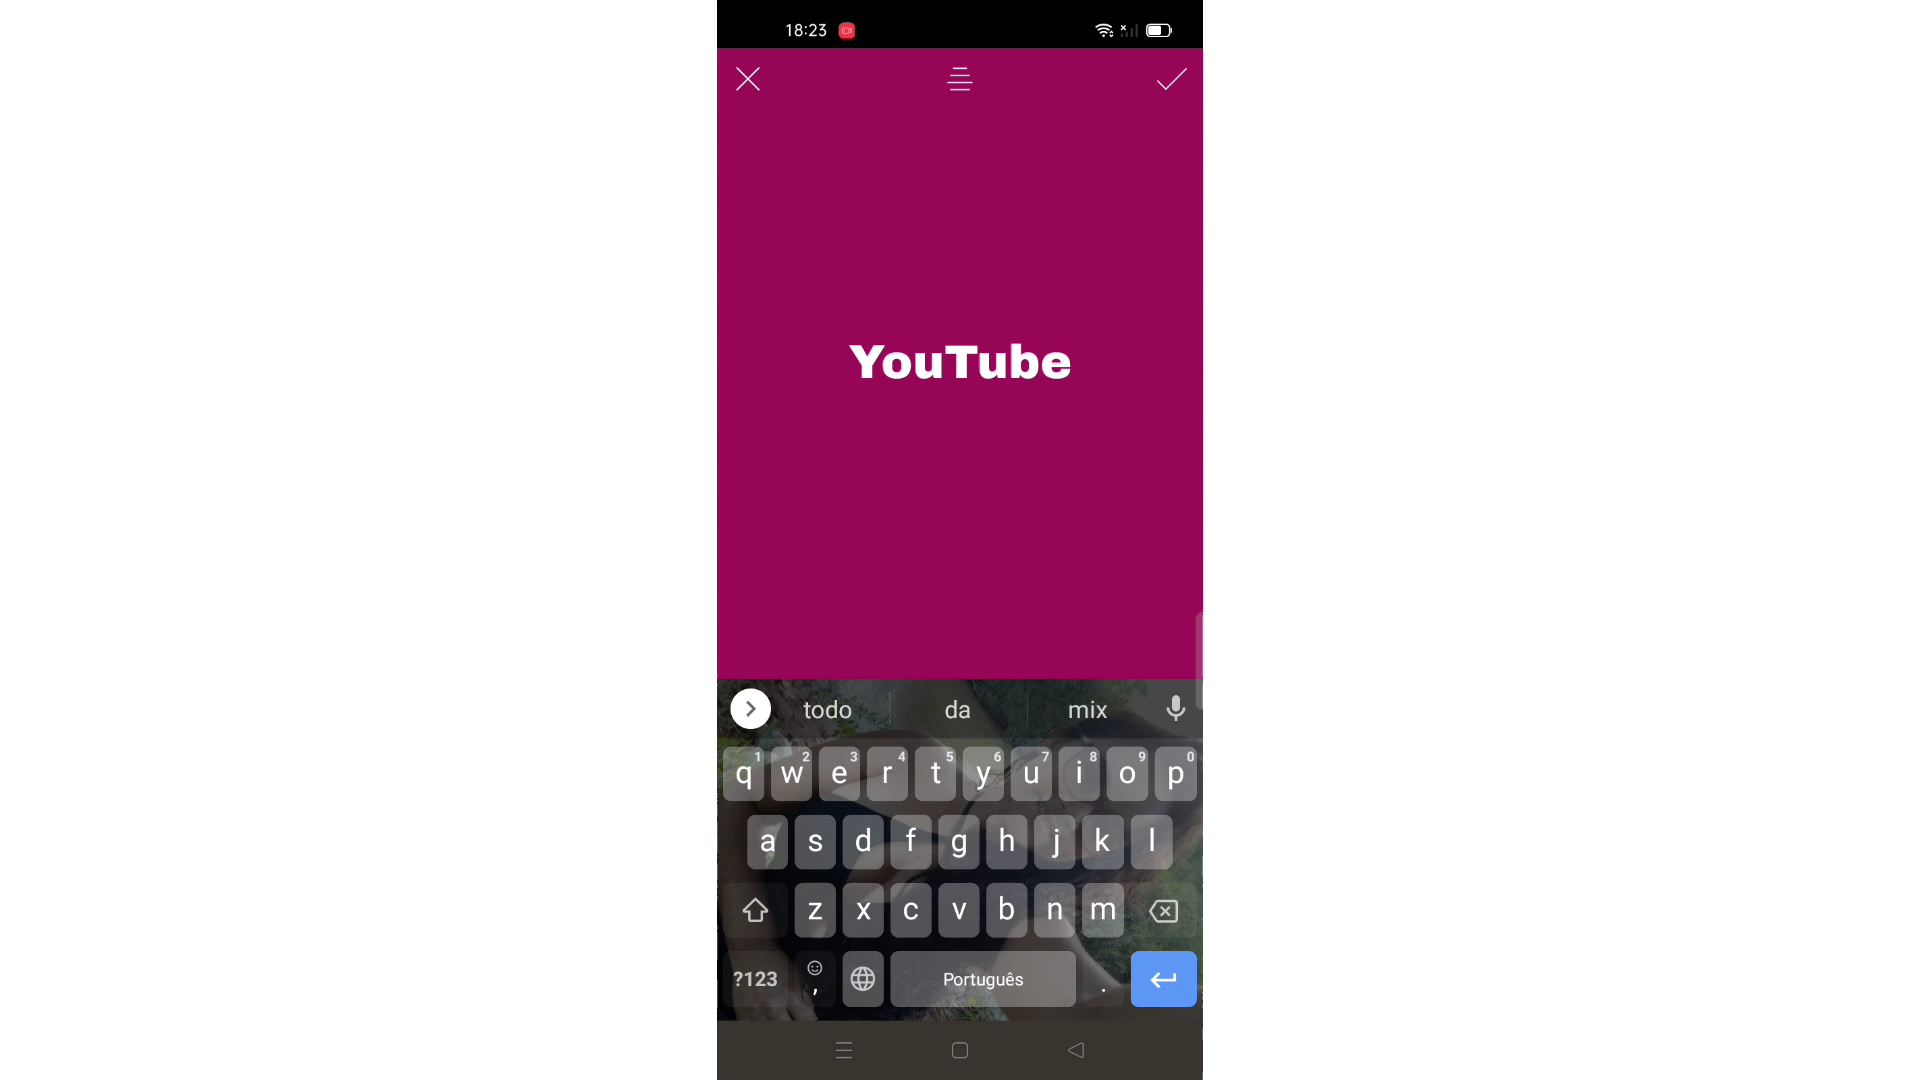 18:23
YouTube
todo da mix
1 2 3 4 5 6 7 8 9 0
q w e r t y u i o p
a s d f g h j k l
z x c v b n m
?123 , Português .